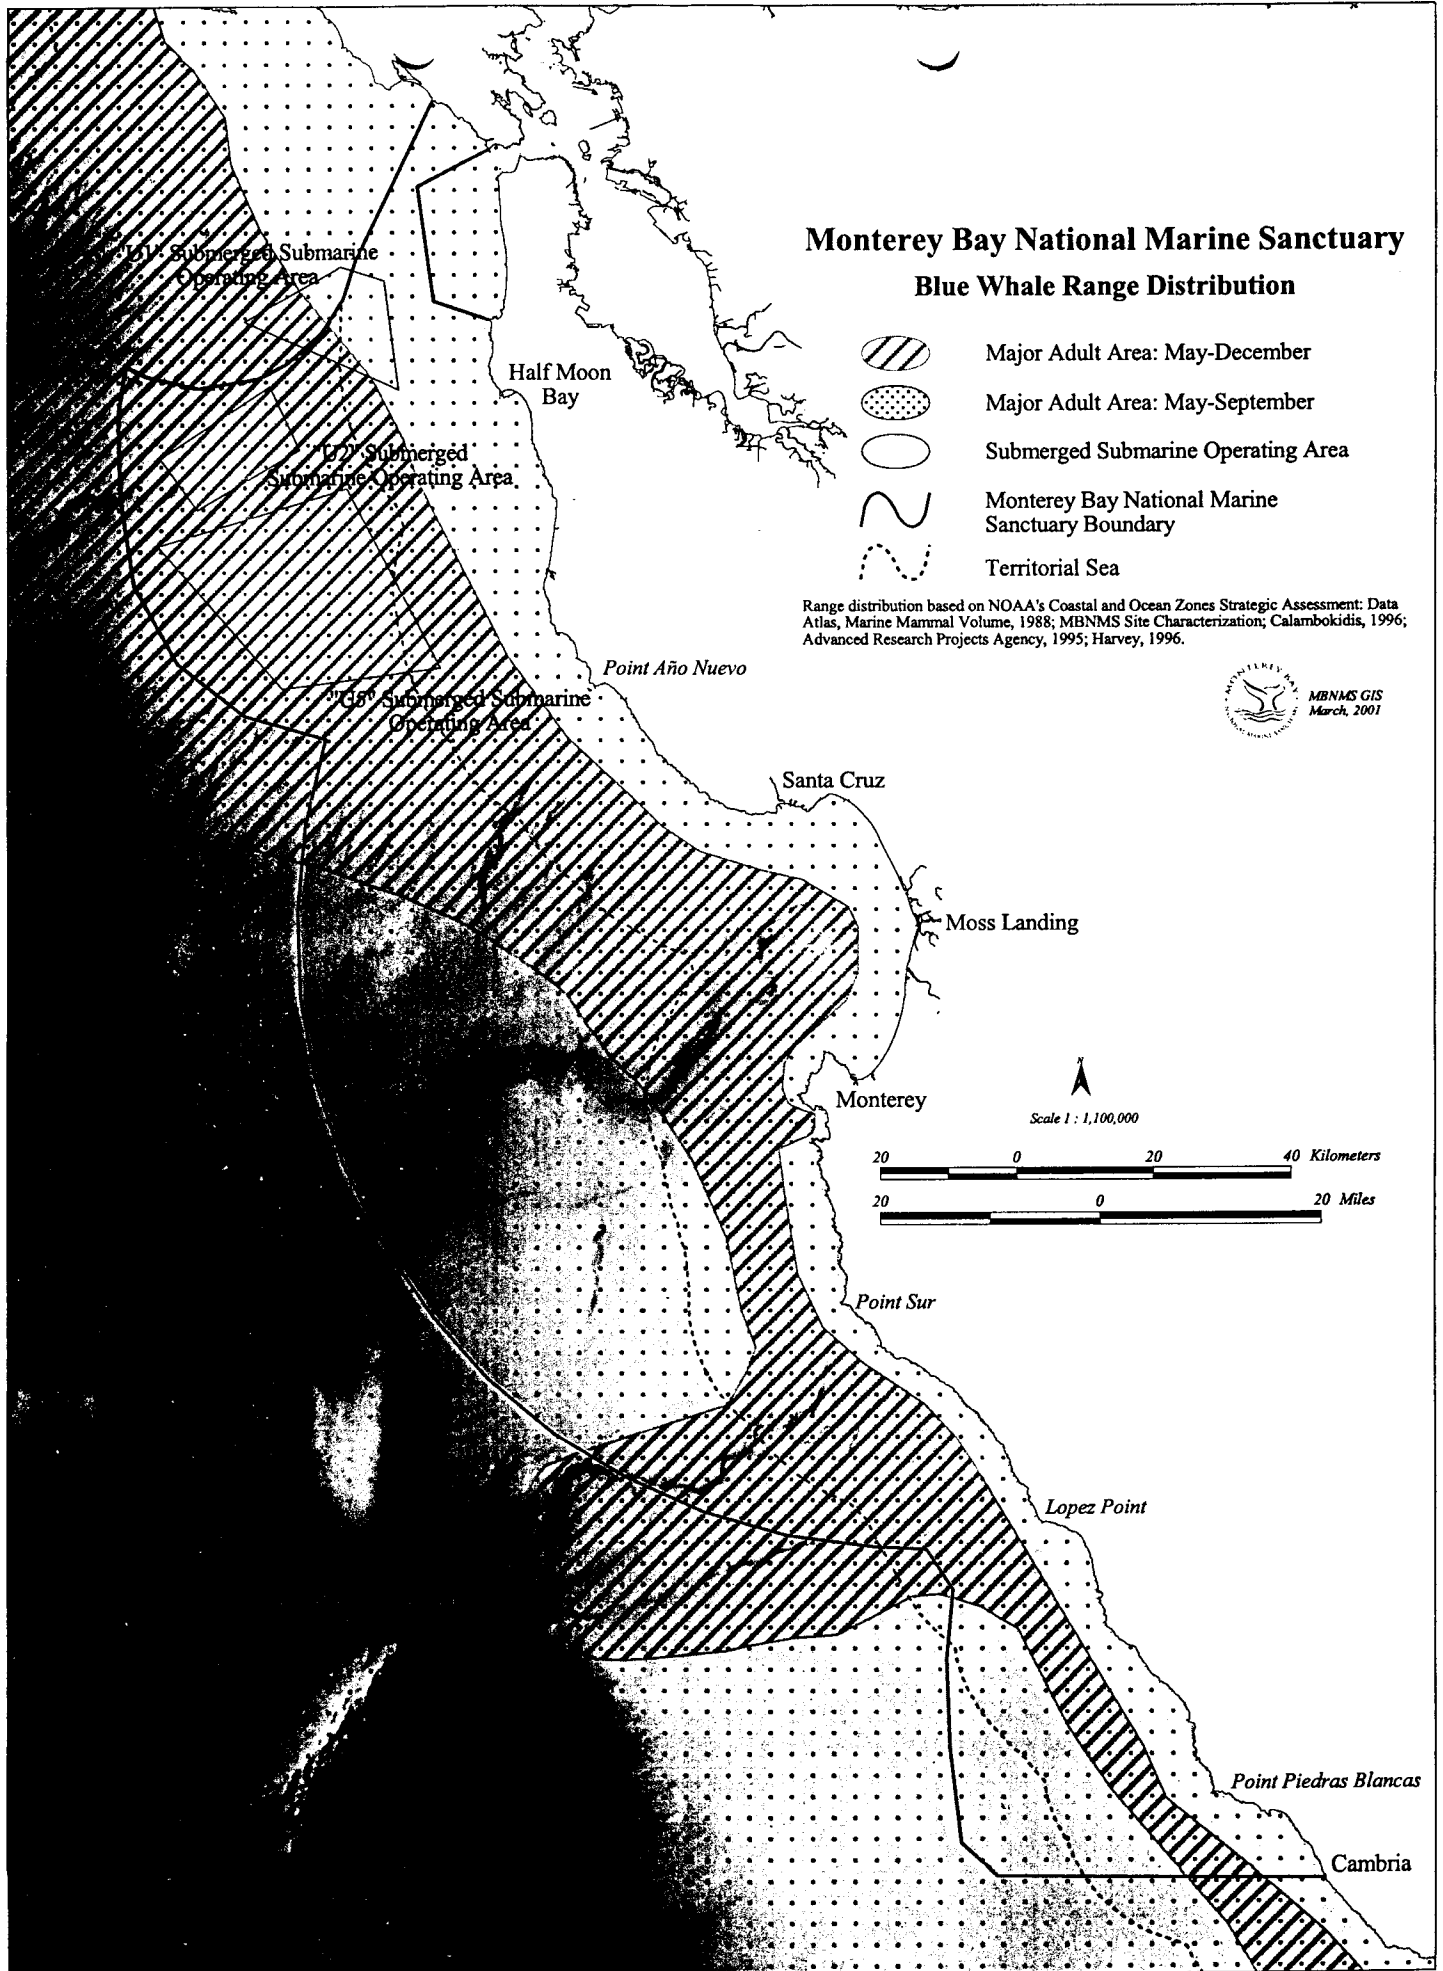 Monterey Bay National Marine Sanctuary
Blue Whale Range Distribution
Major Adult Area: May-December
Major Adult Area: May-September
Submerged Submarine Operating Area
Monterey Bay National Marine
Sanctuary Boundary
Territorial Sea
Range distribution based on NOAA's Coastal and Ocean Zones Strategic Assessment: Data
Atlas, Marine Mammal Volume, 1988; MBNMS Site Characterization; Calambokidis, 1996;
Advanced Research Projects Agency, 1995; Harvey, 1996.
MONTEREY BAY
MBNMS GIS
March, 2001
"U1" Submerged Submarine
Operating Area
Half Moon
Bay
"U2" Submerged
Submarine Operating Area
Point Año Nuevo
"U5" Submerged Submarine
Operating Area
Santa Cruz
Moss Landing
Monterey
N
Scale 1 : 1,100,000
20 0 20 40 Kilometers
20 0 20 Miles
Point Sur
Lopez Point
Point Piedras Blancas
Cambria